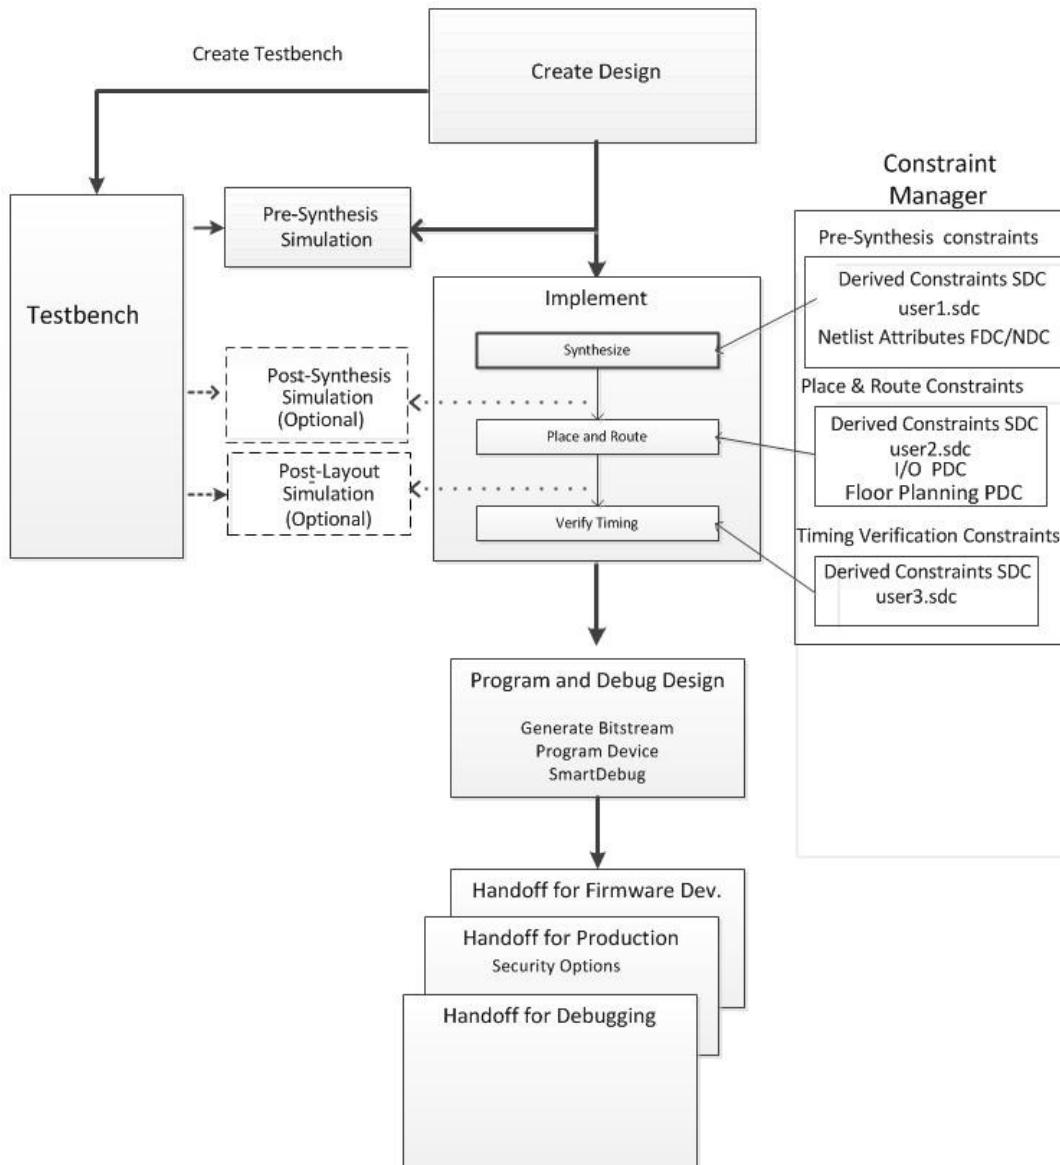 Create Testbench
Create Design
Constraint
Manager
Pre-Synthesis
Simulation
Pre-Synthesis constraints
Derived Constraints SDC
user1.sdc
Netlist Attributes FDC/NDC
Testbench
Implement
Synthesize
Post-Synthesis
Simulation
(Optional)
Place & Route Constraints
Derived Constraints SDC
user2.sdc
I/O PDC
Floor Planning PDC
Place and Route
Post-Layout
Simulation
(Optional)
Verify Timing
Timing Verification Constraints
Derived Constraints SDC
user3.sdc
Program and Debug Design
Generate Bitstream
Program Device
SmartDebug
Handoff for Firmware Dev.
Handoff for Production
Security Options
Handoff for Debugging